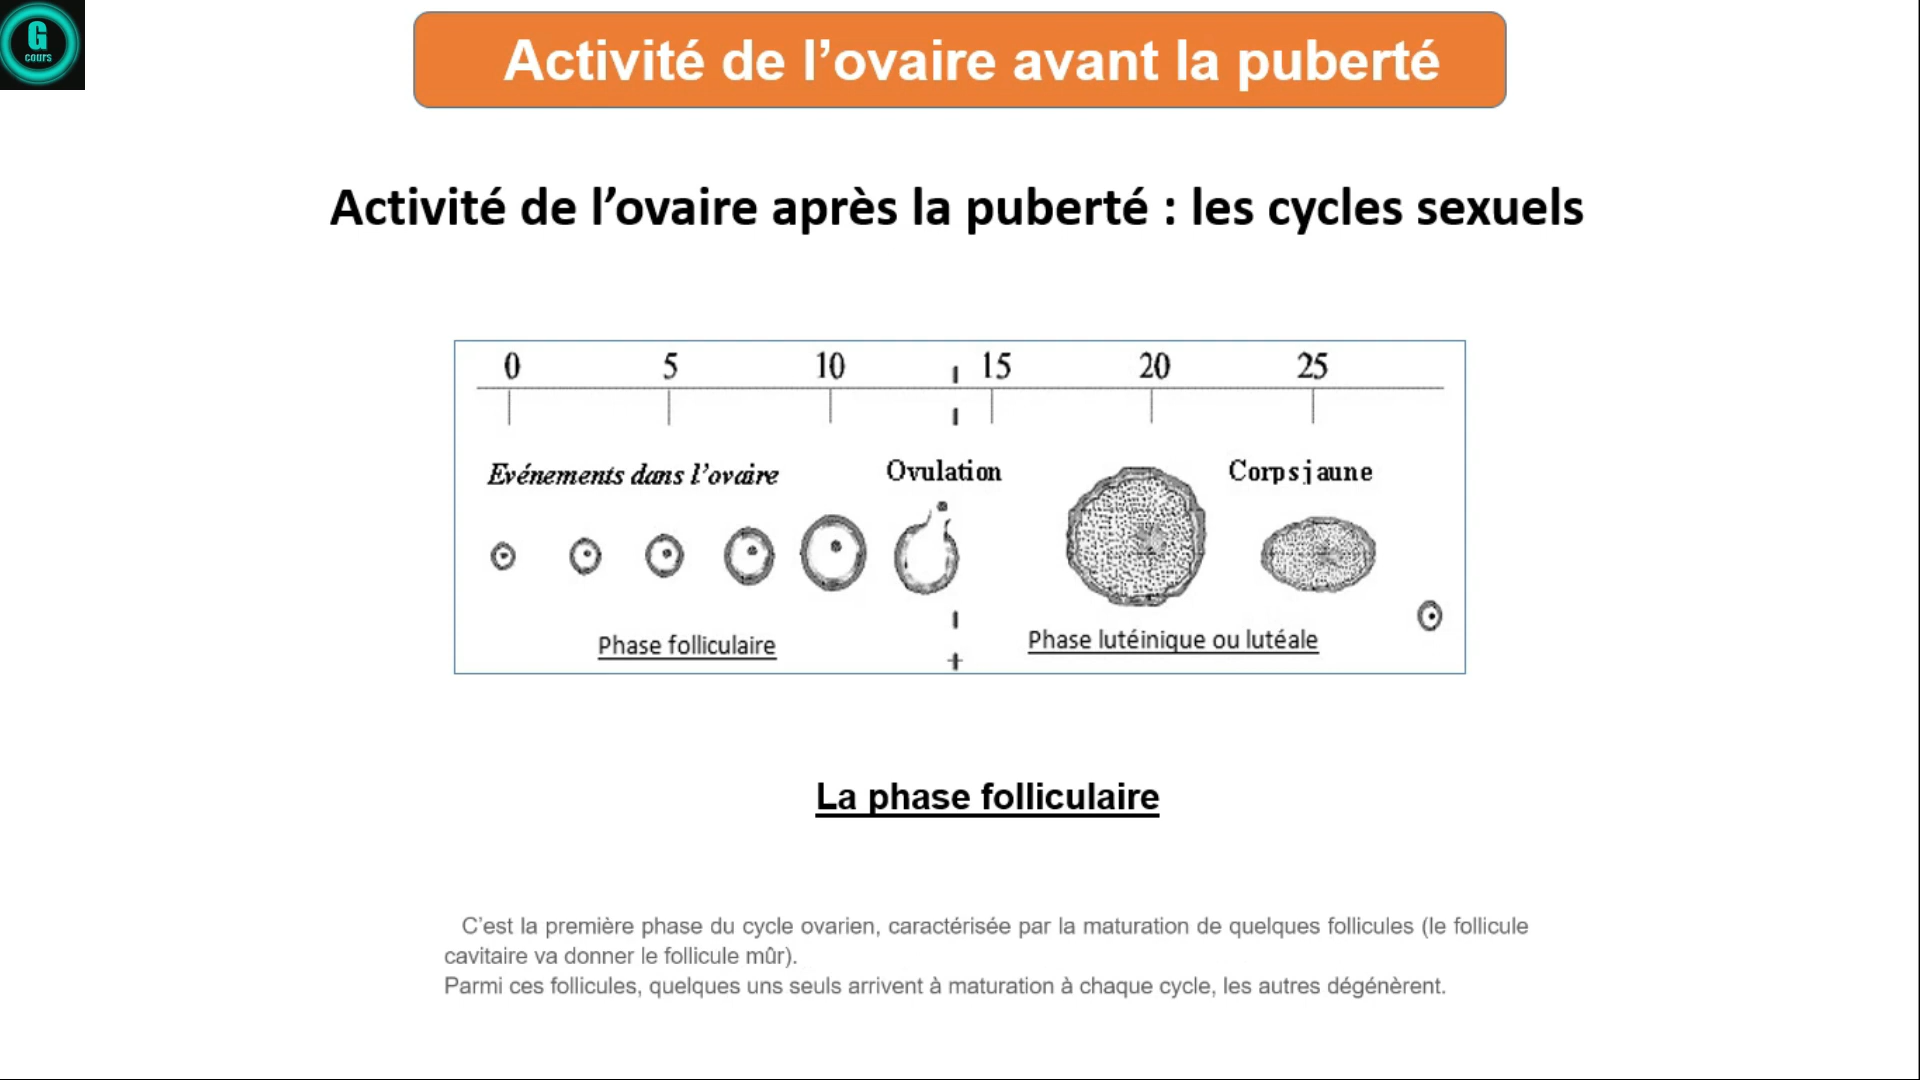 G
cours
Activité de l’ovaire avant la puberté
Activité de l’ovaire après la puberté : les cycles sexuels
0 5 10 15 20 25
Evénements dans l’ovaire Ovulation Corps jaune
Phase folliculaire Phase lutéinique ou lutéale
La phase folliculaire
C’est la première phase du cycle ovarien, caractérisée par la maturation de quelques follicules (le follicule
cavitaire va donner le follicule mûr).
Parmi ces follicules, quelques uns seuls arrivent à maturation à chaque cycle, les autres dégénèrent.